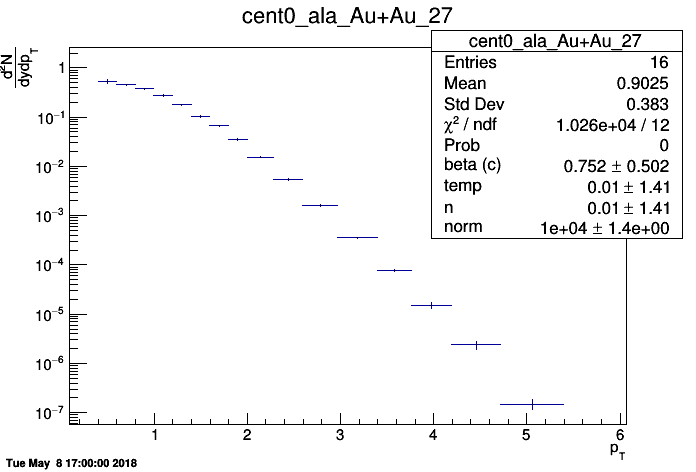 cent0_ala_Au+Au_27
d²N
dydp_T
cent0_ala_Au+Au_27
Entries 16
Mean 0.9025
Std Dev 0.383
χ² / ndf 1.026e+04 / 12
Prob 0
beta (c) 0.752 ± 0.502
temp 0.01 ± 1.41
n 0.01 ± 1.41
norm 1e+04 ± 1.4e+00
1
10⁻¹
10⁻²
10⁻³
10⁻⁴
10⁻⁵
10⁻⁶
10⁻⁷
1 2 3 4 5 6
p_T
Tue May 8 17:00:00 2018